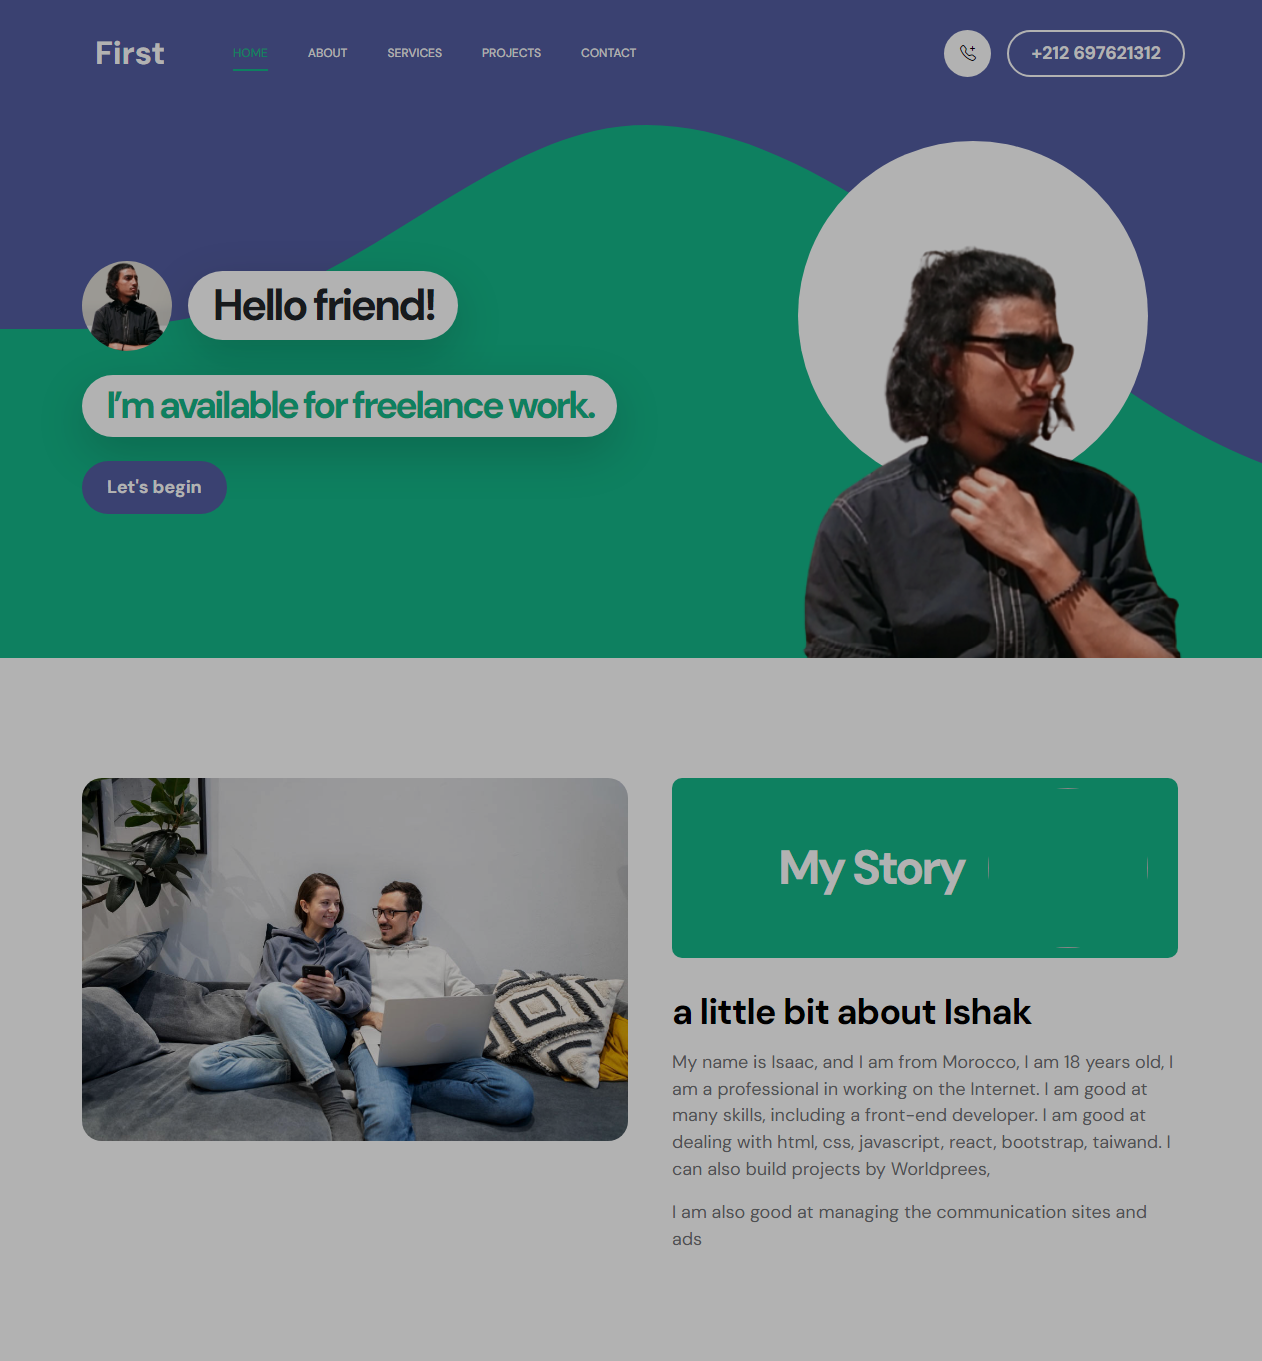 First
HOME ABOUT SERVICES PROJECTS CONTACT
+212 697621312
Hello friend!
I'm available for freelance work.
Let's begin
My Story
a little bit about Ishak
My name is Isaac, and I am from Morocco, I am 18 years old, I
am a professional in working on the Internet. I am good at
many skills, including a front-end developer. I am good at
dealing with html, css, javascript, react, bootstrap, taiwand. I
can also build projects by Worldprees,
I am also good at managing the communication sites and
ads